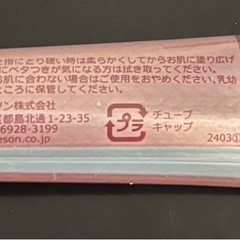 と指にとり硬い時は柔らかくしてからお肌に塗り広げ
ベタつきが気になる方は拭き取ってください。
お肌に合わない場合はご使用をおやめください。乳幼
ところに保管してください。
ン株式会社
都島北通1-23-35
6928-3199
eson.co.jp
プラ
チューブ
キャップ
2403①